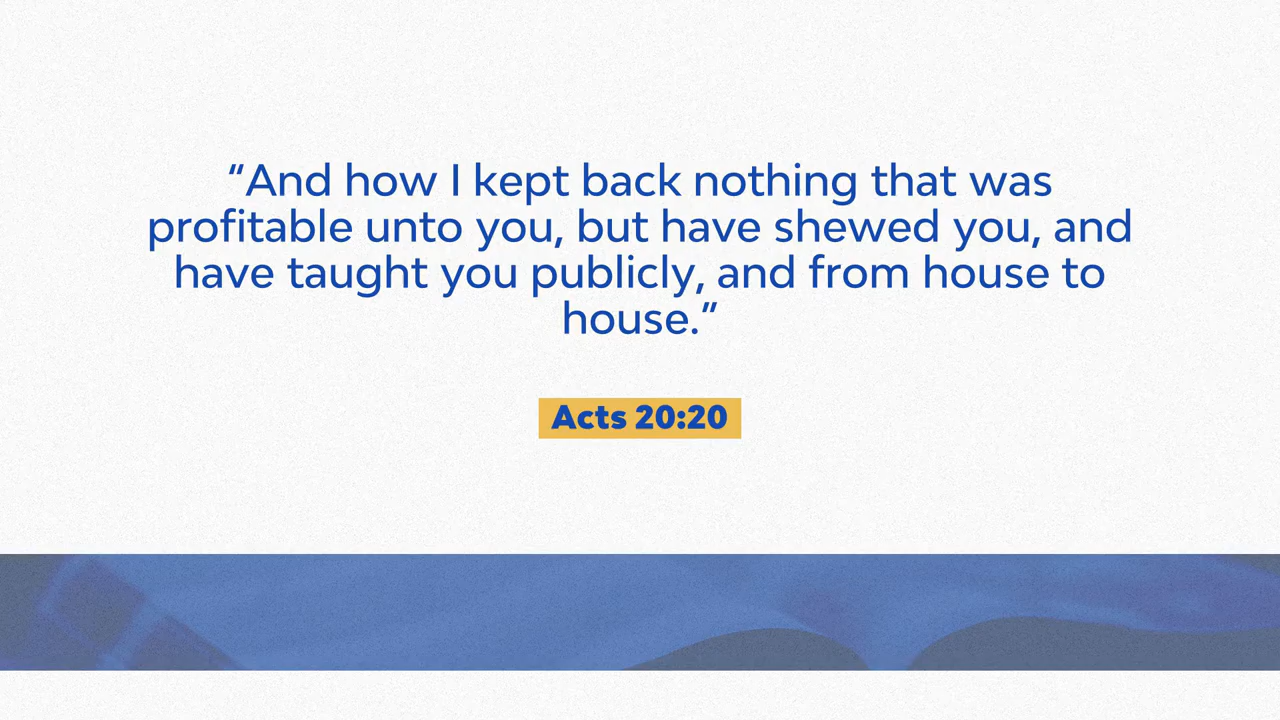 “And how I kept back nothing that was
profitable unto you, but have shewed you, and
have taught you publicly, and from house to
house.”
Acts 20:20